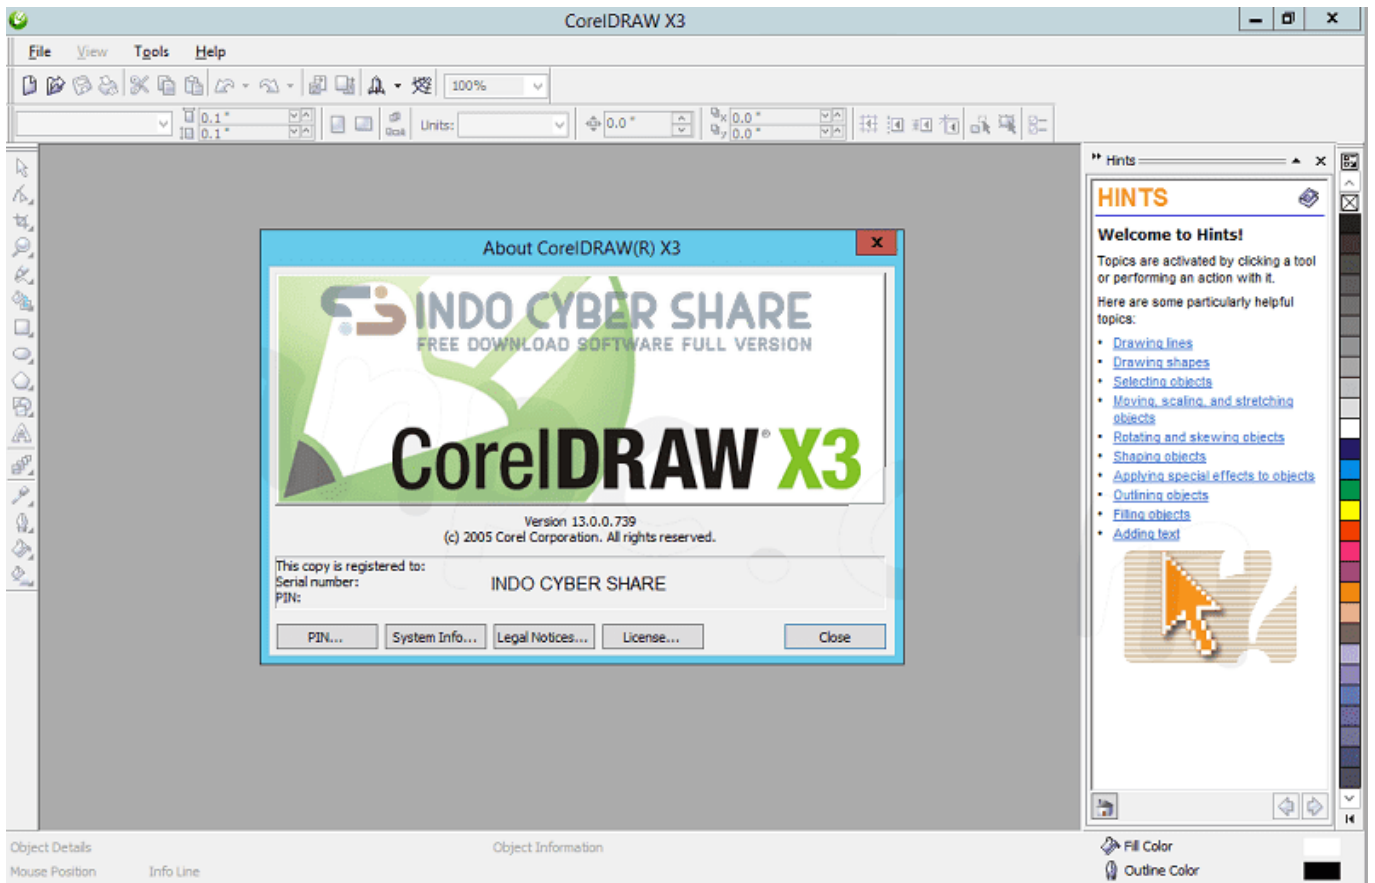 CorelDRAW X3
File View Tools Help
100%
0.1 "
0.1 "
Units:
0.0 "
x 0.0 "
y 0.0 "
Hints
HINTS
Welcome to Hints!
Topics are activated by clicking a tool
or performing an action with it.
Here are some particularly helpful
topics:
• Drawing lines
• Drawing shapes
• Selecting objects
• Moving, scaling, and stretching
objects
• Rotating and skewing objects
• Shaping objects
• Applying special effects to objects
• Outlining objects
• Filling objects
• Adding text
About CorelDRAW(R) X3
INDO CYBER SHARE
FREE DOWNLOAD SOFTWARE FULL VERSION
CorelDRAW® X3
Version 13.0.0.739
(c) 2005 Corel Corporation. All rights reserved.
This copy is registered to:
Serial number:
PIN:
INDO CYBER SHARE
PIN... System Info... Legal Notices... License... Close
Object Details Object Information
Mouse Position Info Line
Fill Color
Outline Color